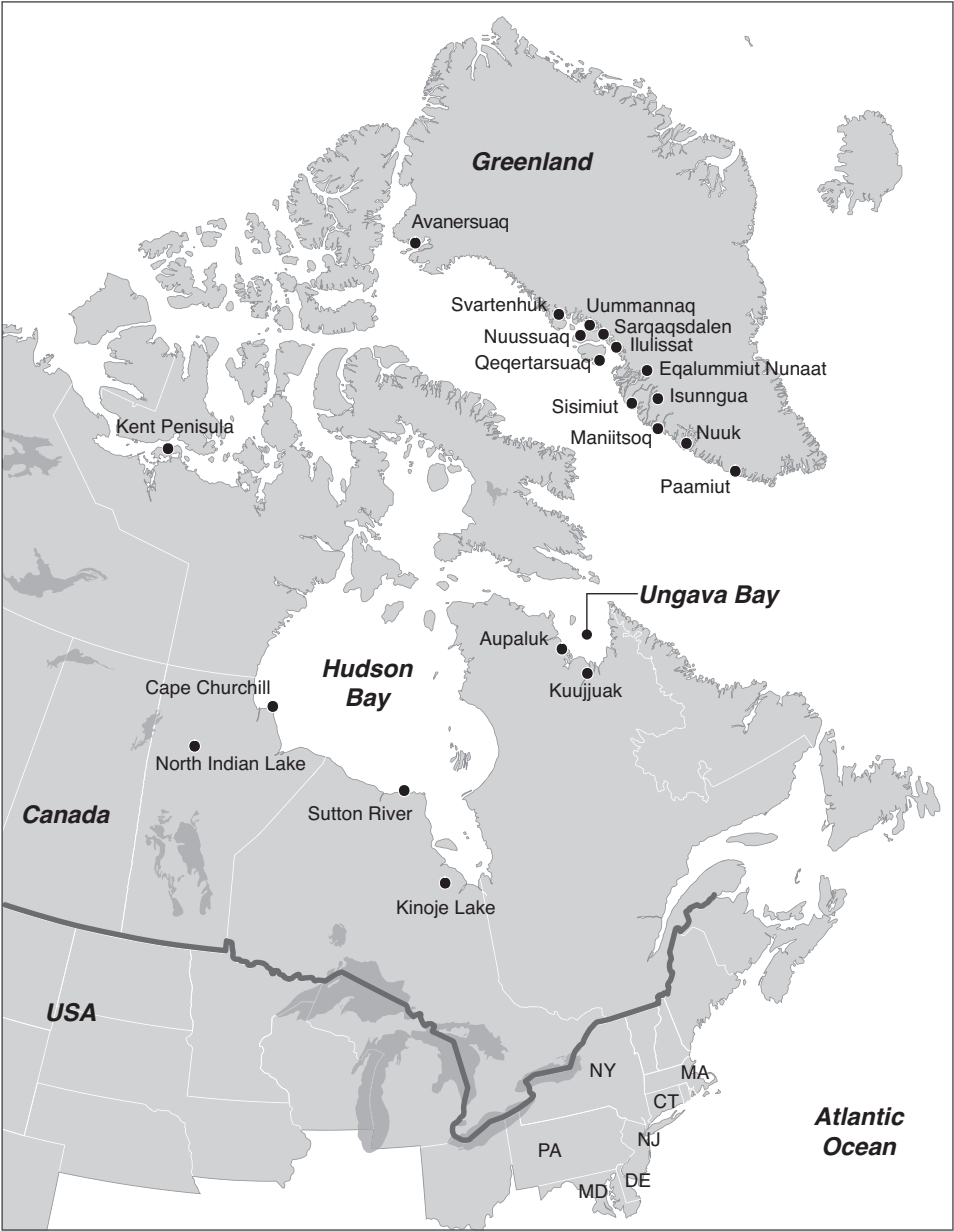 Greenland
Avanersuaq
Svartenhuk
Uummannaq
Nuussuaq
Sarqaqsdalen
Ilulissat
Qeqertarsuaq
Eqalummiut Nunaat
Isunngua
Sisimiut
Maniitsoq
Nuuk
Paamiut
Kent Penisula
Ungava Bay
Aupaluk
Kuujjuak
Hudson
Bay
Cape Churchill
North Indian Lake
Sutton River
Canada
Kinoje Lake
USA
NY
MA
CT
NJ
PA
DE
MD
Atlantic
Ocean